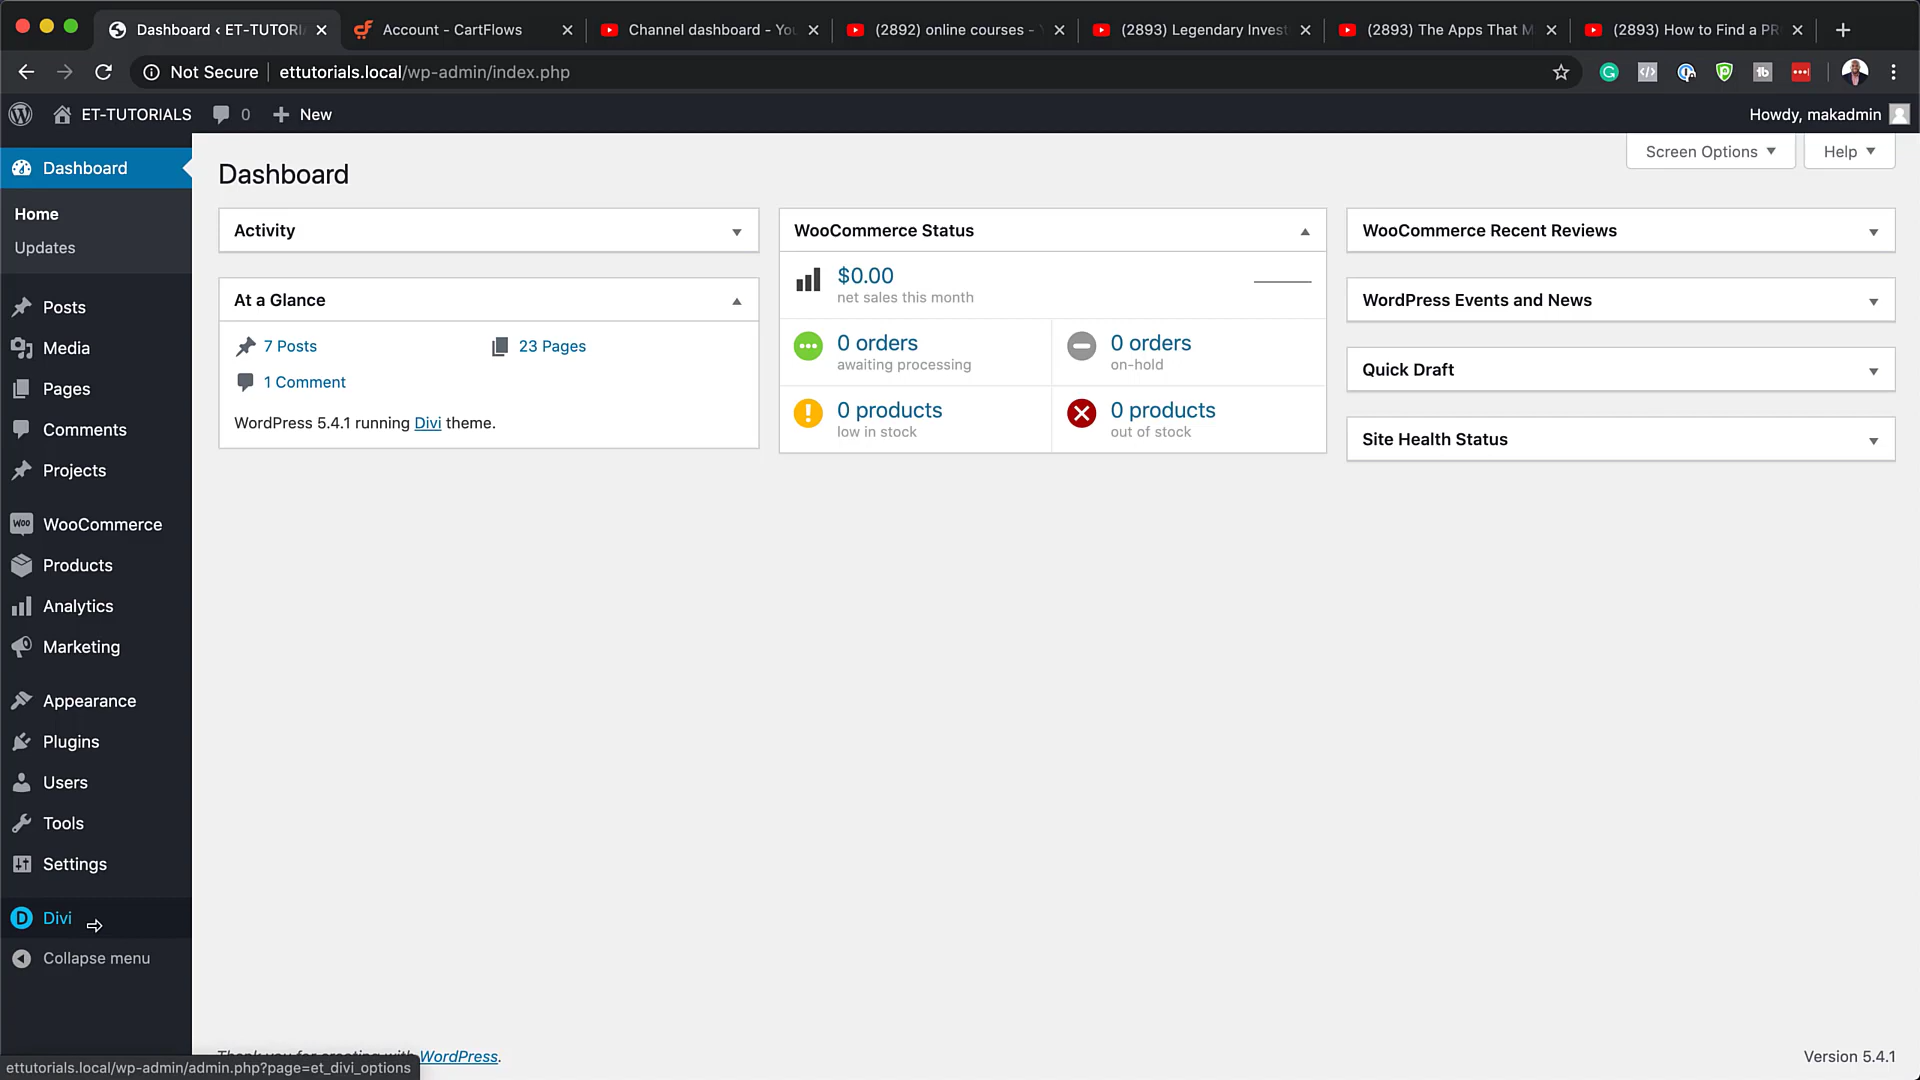 Dashboard ‹ ET-TUTORI
Account - CartFlows
Channel dashboard - You
(2892) online courses - Y
(2893) Legendary Invest
(2893) The Apps That M
(2893) How to Find a PR
Not Secure
ettutorials.local/wp-admin/index.php
ET-TUTORIALS
0
New
Howdy, makadmin
Dashboard
Home
Updates
Posts
Media
Pages
Comments
Projects
WooCommerce
Products
Analytics
Marketing
Appearance
Plugins
Users
Tools
Settings
Divi
Collapse menu
Screen Options
Help
Dashboard
Activity
At a Glance
7 Posts
23 Pages
1 Comment
WordPress 5.4.1 running Divi theme.
WooCommerce Status
$0.00
net sales this month
0 orders
awaiting processing
0 orders
on-hold
0 products
low in stock
0 products
out of stock
WooCommerce Recent Reviews
WordPress Events and News
Quick Draft
Site Health Status
Thank you for creating with WordPress.
Version 5.4.1
ettutorials.local/wp-admin/admin.php?page=et_divi_options